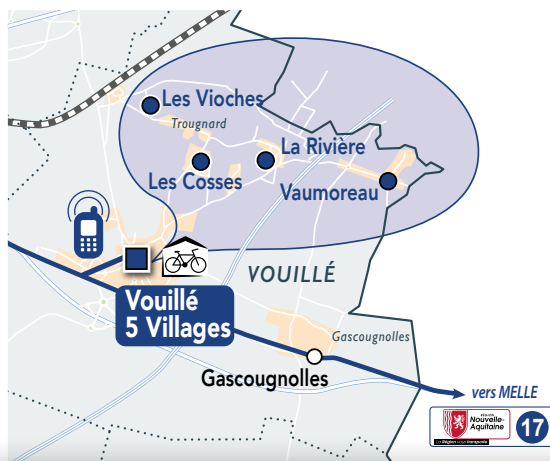 Les Vioches
Trougnard
La Rivière
Les Cosses
Vaumoreau
VOUILLÉ
Vouillé
5 Villages
Gascougnolles
Gascougnolles
vers MELLE
RÉGION
Nouvelle-
Aquitaine
La Région vous transporte
17